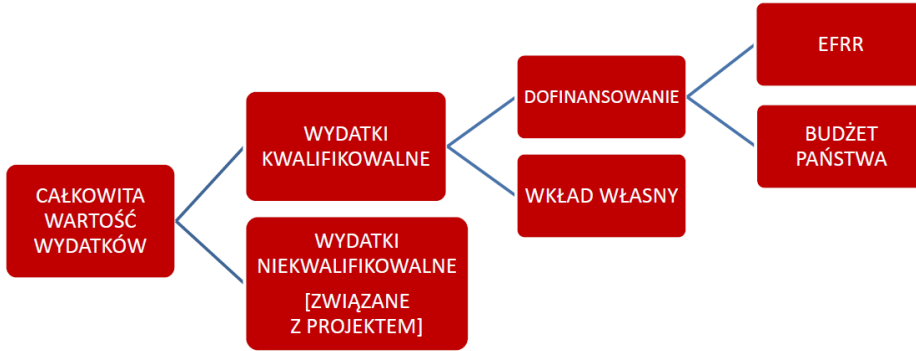 CAŁKOWITA
WARTOŚĆ
WYDATKÓW
WYDATKI
KWALIFIKOWALNE
WYDATKI
NIEKWALIFIKOWALNE
[ZWIĄZANE
Z PROJEKTEM]
DOFINANSOWANIE
WKŁAD WŁASNY
EFRR
BUDŻET
PAŃSTWA